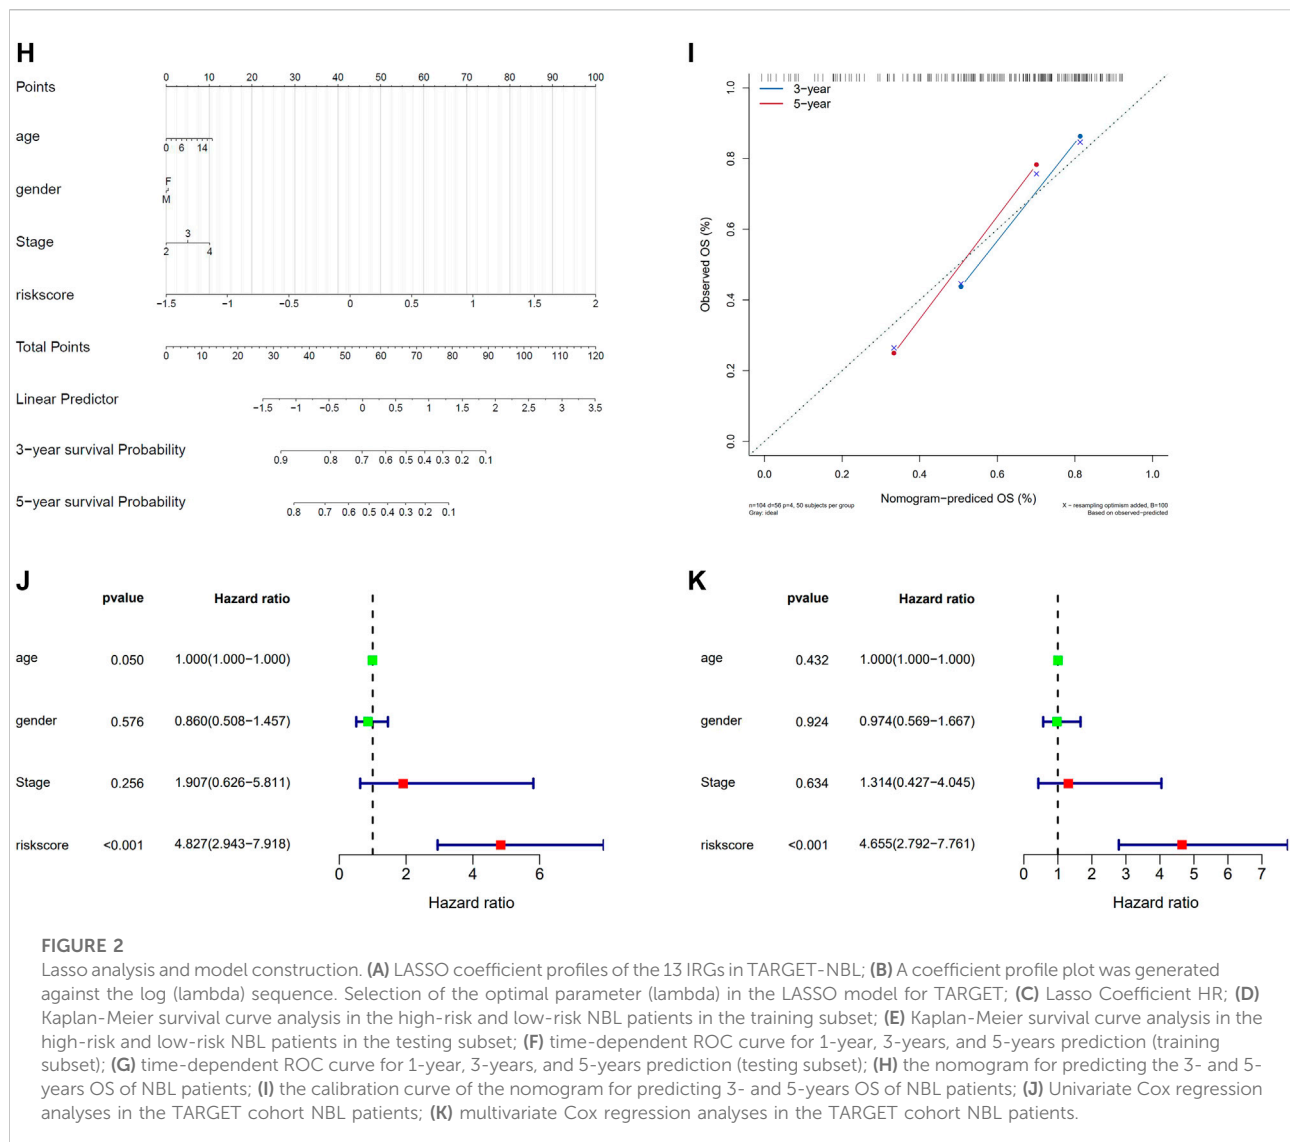 H
Points
0 10 20 30 40 50 60 70 80 90 100
age
0 6 14
gender
F
M
Stage
3
2 4
riskscore
−1.5 −1 −0.5 0 0.5 1 1.5 2
Total Points
0 10 20 30 40 50 60 70 80 90 100 110 120
Linear Predictor
−1.5 −1 −0.5 0 0.5 1 1.5 2 2.5 3 3.5
3−year survival Probability
0.9 0.8 0.7 0.6 0.5 0.4 0.3 0.2 0.1
5−year survival Probability
0.8 0.7 0.6 0.5 0.4 0.3 0.2 0.1
I
3−year
5−year
Observed OS (%)
1.0
0.8
0.6
0.4
0.2
0.0
0.0 0.2 0.4 0.6 0.8 1.0
Nomogram−prediced OS (%)
n=104 d=56 p=4, 50 subjects per group
Gray: ideal
X − resampling optimism added, B=100
Based on observed−predicted
J
pvalue Hazard ratio
age 0.050 1.000(1.000−1.000)
gender 0.576 0.860(0.508−1.457)
Stage 0.256 1.907(0.626−5.811)
riskscore <0.001 4.827(2.943−7.918)
0 2 4 6
Hazard ratio
K
pvalue Hazard ratio
age 0.432 1.000(1.000−1.000)
gender 0.924 0.974(0.569−1.667)
Stage 0.634 1.314(0.427−4.045)
riskscore <0.001 4.655(2.792−7.761)
0 1 2 3 4 5 6 7
Hazard ratio
FIGURE 2
Lasso analysis and model construction. (A) LASSO coefficient profiles of the 13 IRGs in TARGET-NBL; (B) A coefficient profile plot was generated
against the log (lambda) sequence. Selection of the optimal parameter (lambda) in the LASSO model for TARGET; (C) Lasso Coefficient HR; (D)
Kaplan-Meier survival curve analysis in the high-risk and low-risk NBL patients in the training subset; (E) Kaplan-Meier survival curve analysis in the
high-risk and low-risk NBL patients in the testing subset; (F) time-dependent ROC curve for 1-year, 3-years, and 5-years prediction (training
subset); (G) time-dependent ROC curve for 1-year, 3-years, and 5-years prediction (testing subset); (H) the nomogram for predicting the 3- and 5-
years OS of NBL patients; (I) the calibration curve of the nomogram for predicting 3- and 5-years OS of NBL patients; (J) Univariate Cox regression
analyses in the TARGET cohort NBL patients; (K) multivariate Cox regression analyses in the TARGET cohort NBL patients.